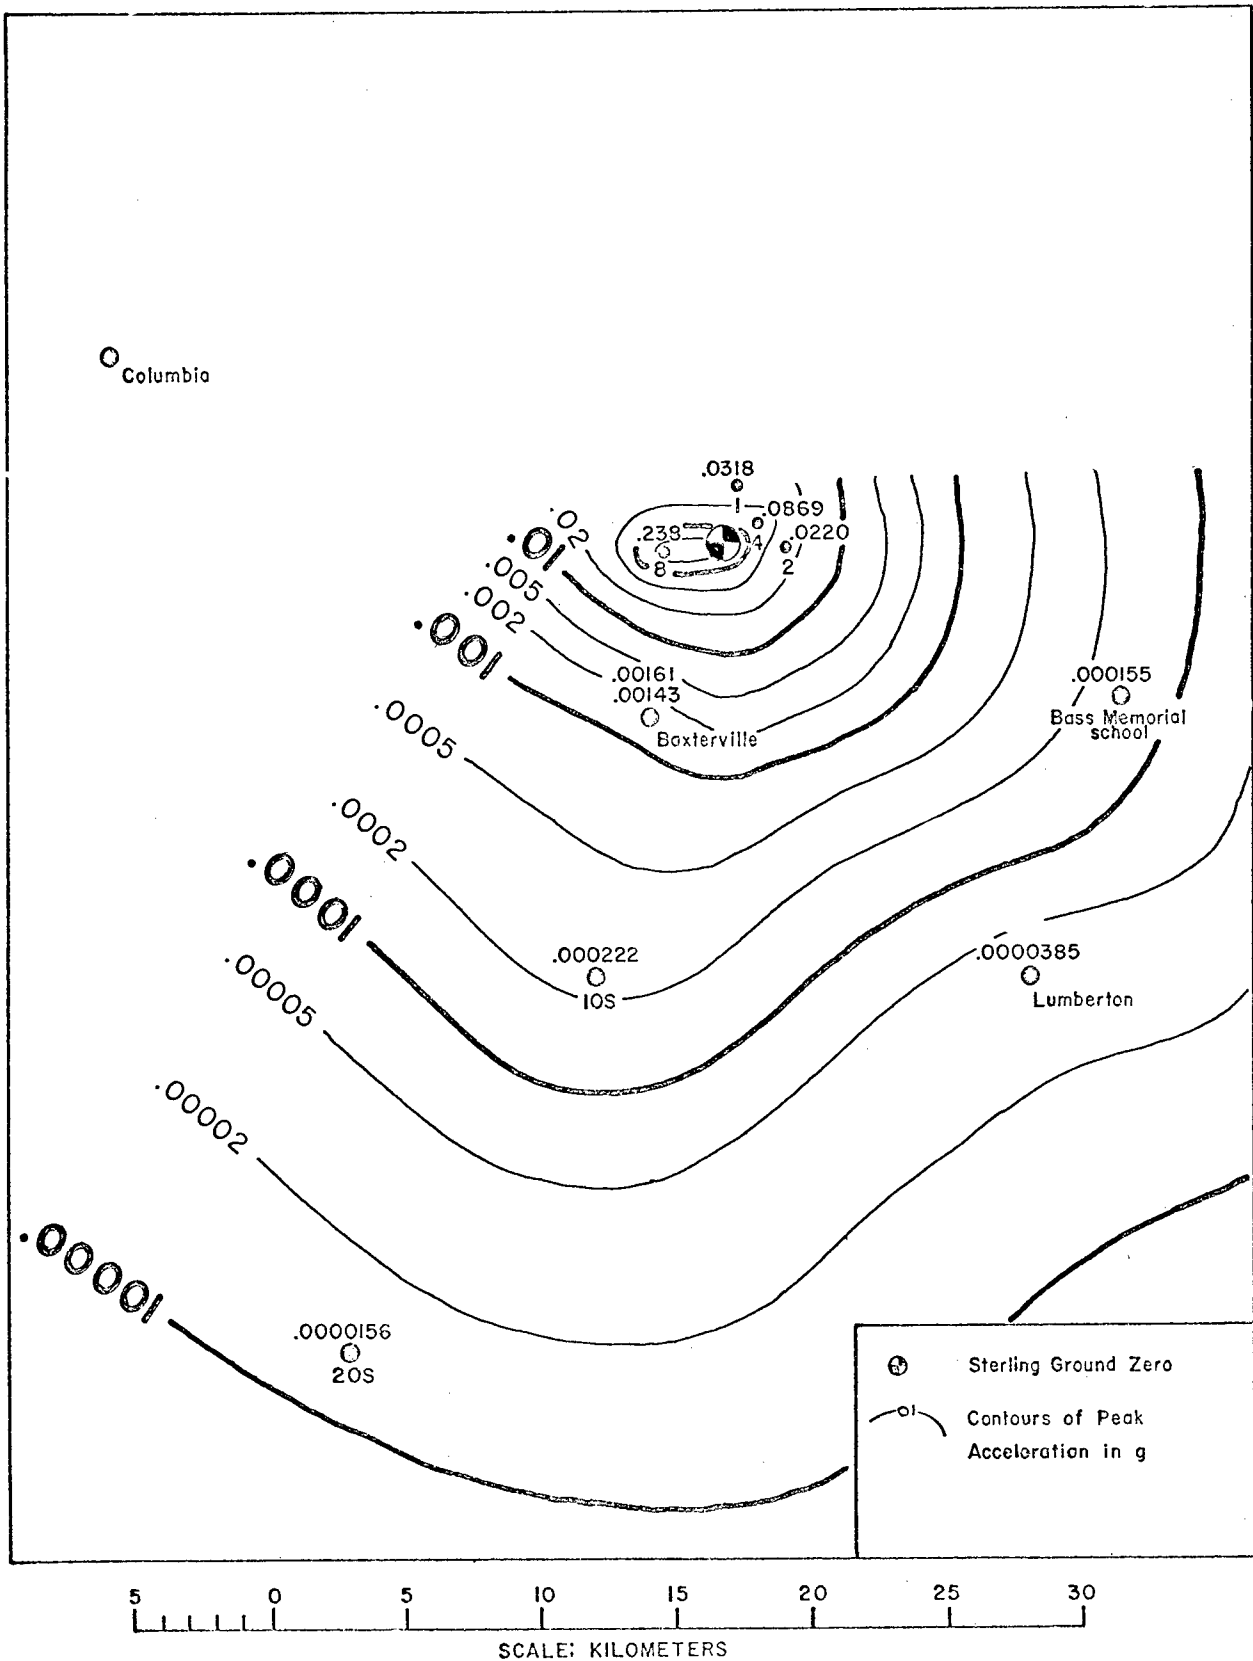 Columbia
.0318
1
.0869
4
.02
.238
8
.0220
2
.01
.005
.002
.001
.00161
.00143
Baxterville
.000155
Bass Memorial
school
.0005
.0002
.0001
.000222
10S
.0000385
Lumberton
.00005
.00002
.00001
.0000156
20S
Sterling Ground Zero
.01
Contours of Peak
Acceleration in g
5 0 5 10 15 20 25 30
SCALE: KILOMETERS